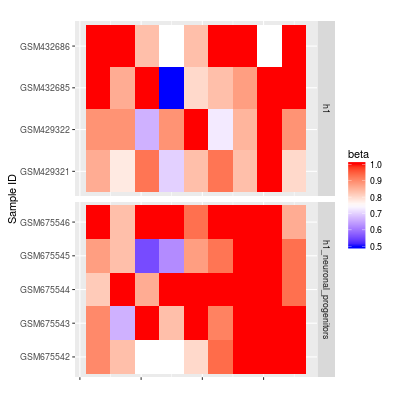 GSM432686
GSM432685
GSM429322
GSM429321
h1
GSM675546
GSM675545
GSM675544
GSM675543
GSM675542
h1_neuronal_progenitors
Sample ID
beta
1.0
0.9
0.8
0.7
0.6
0.5